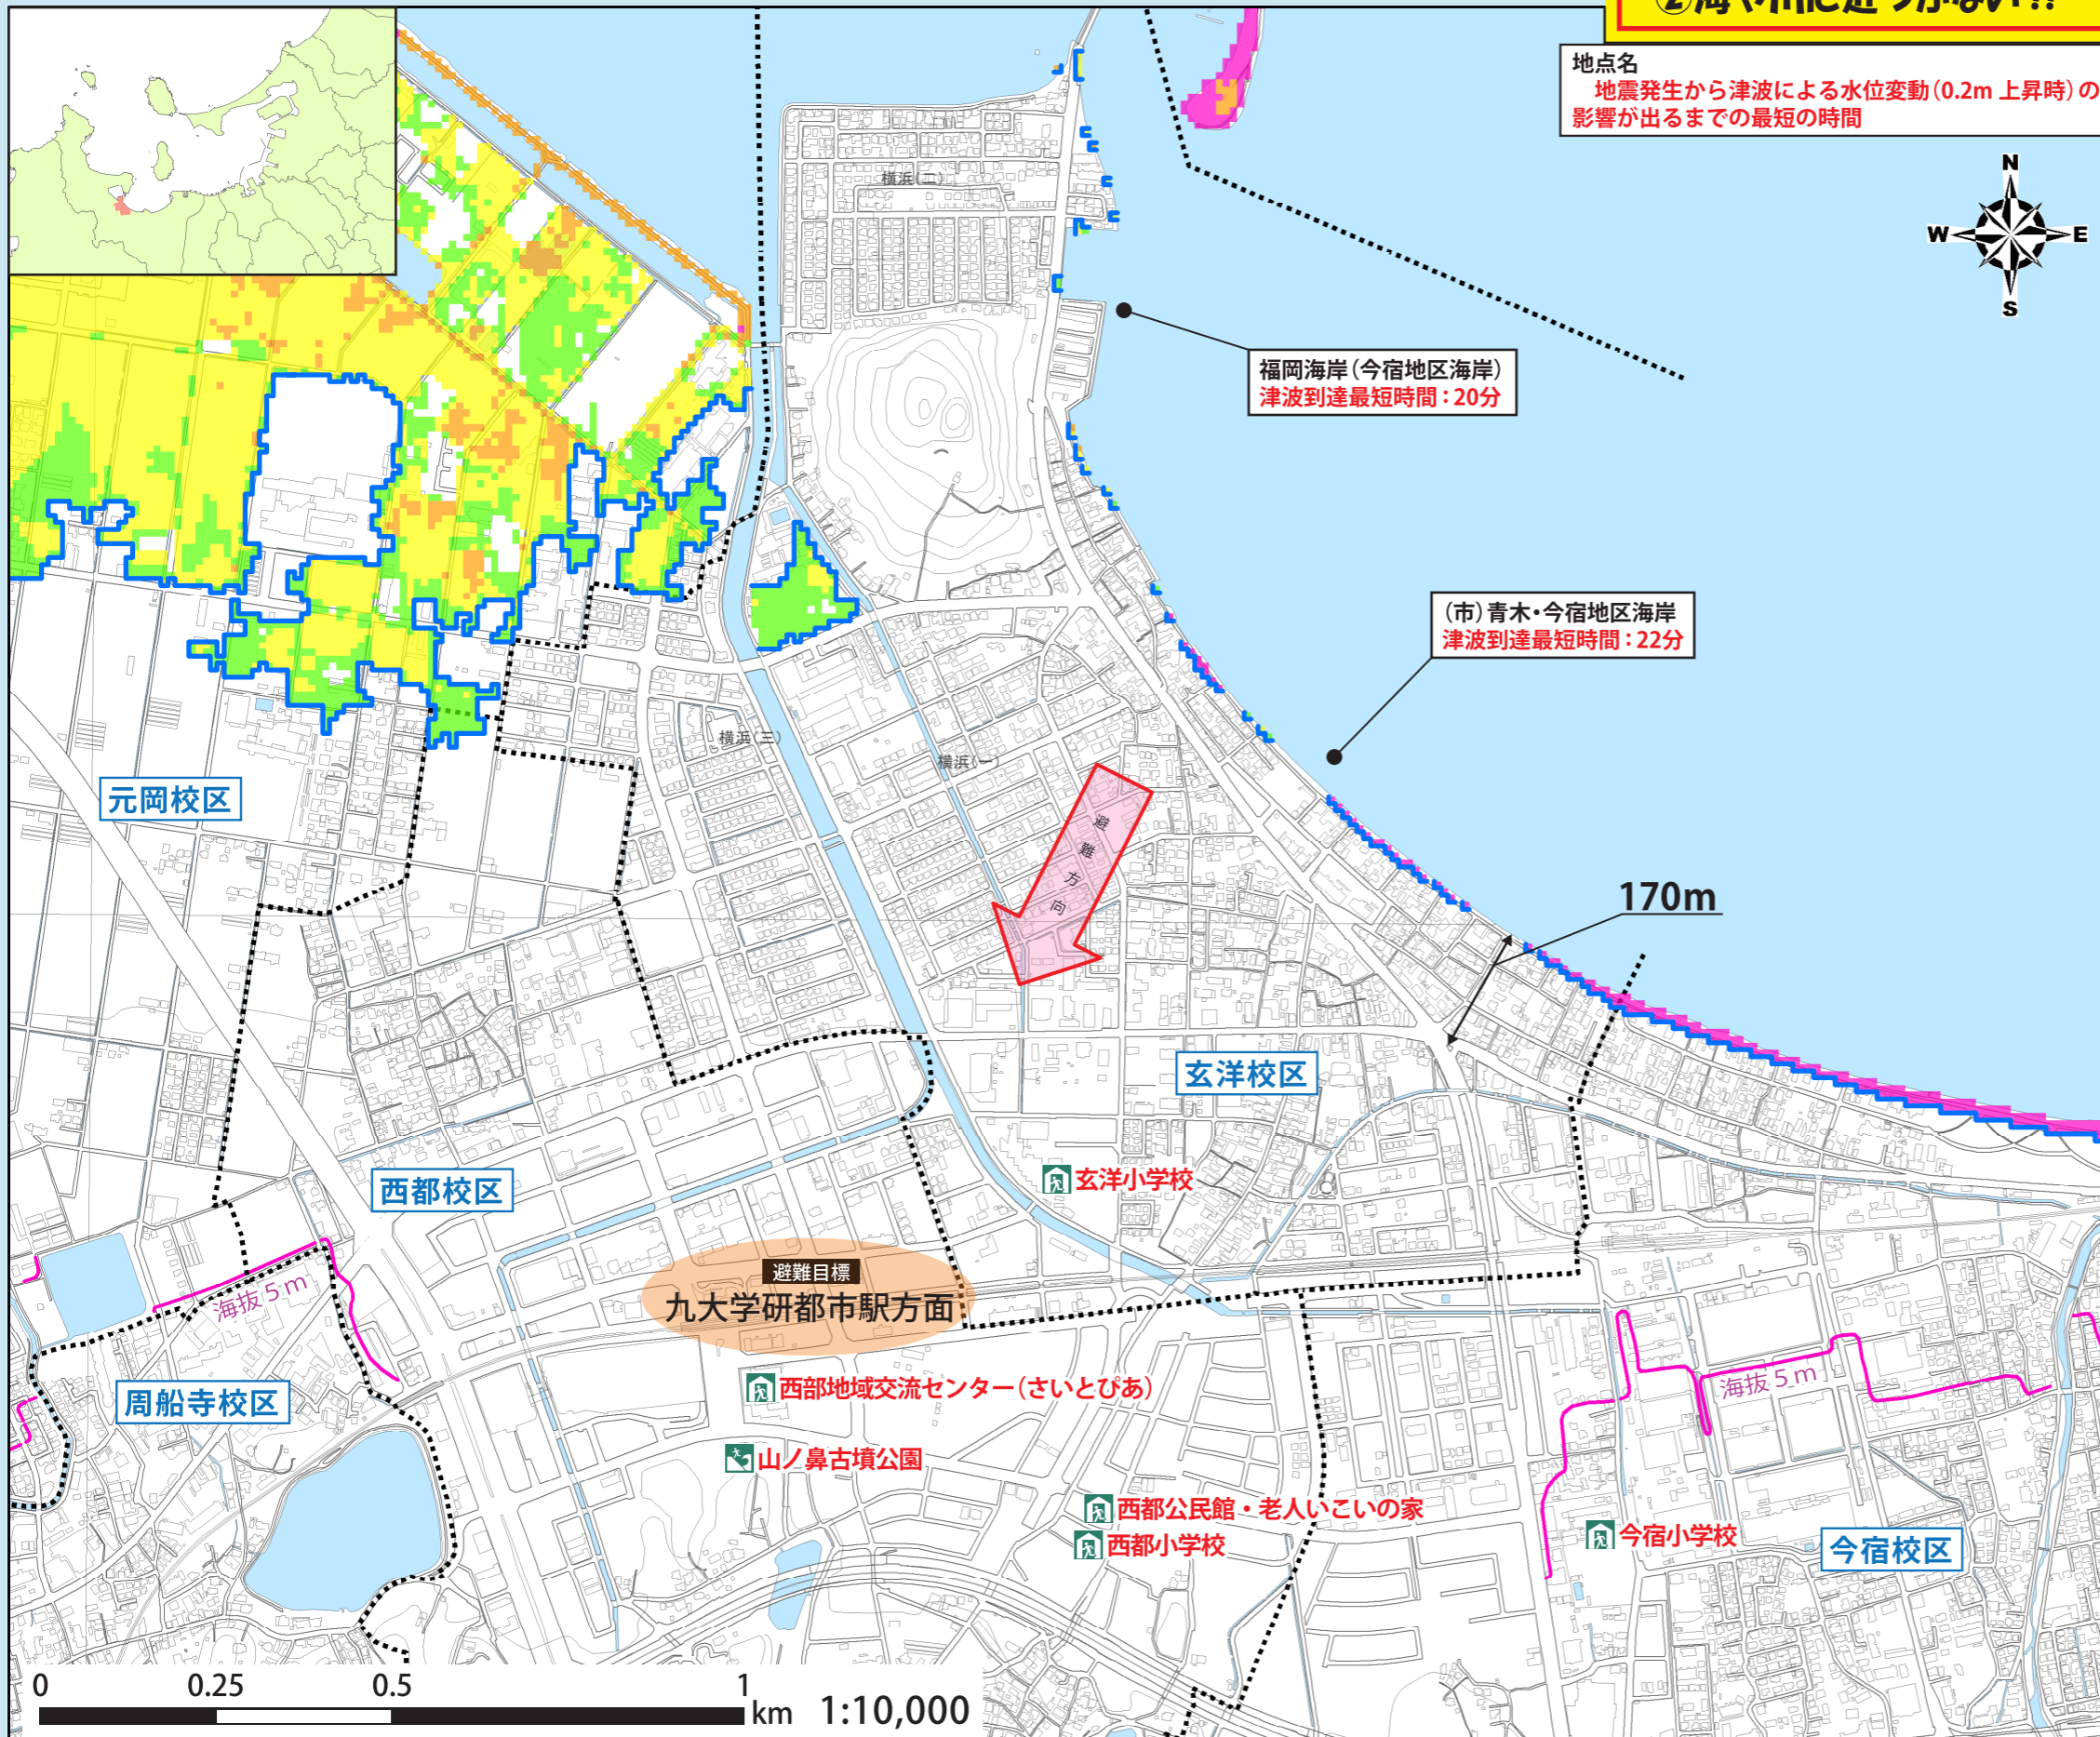 ②海や川に近づかない!!
地点名
地震発生から津波による水位変動(0.2m 上昇時)の
影響が出るまでの最短の時間
N
W
E
S
横浜(二)
福岡海岸(今宿地区海岸)
津波到達最短時間:20分
(市)青木・今宿地区海岸
津波到達最短時間:22分
横浜(三)
横浜(一)
元岡校区
避難方向
170m
玄洋校区
西都校区
玄洋小学校
海抜5m
避難目標
九大学研都市駅方面
海抜5m
周船寺校区
西部地域交流センター(さいとぴあ)
山ノ鼻古墳公園
西都公民館・老人いこいの家
西都小学校
今宿小学校
今宿校区
0 0.25 0.5 1
km 1:10,000